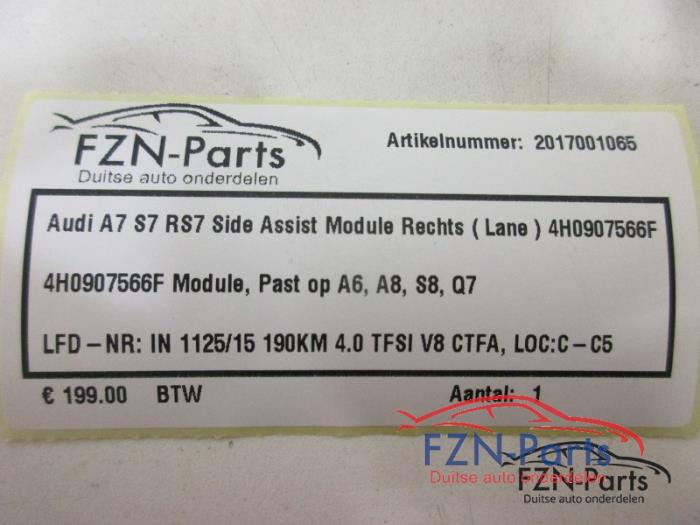 FZN-Parts
Duitse auto onderdelen
Artikelnummer: 2017001065
Audi A7 S7 RS7 Side Assist Module Rechts ( Lane ) 4H0907566F
4H0907566F Module, Past op A6, A8, S8, Q7
LFD-NR: IN 1125/15 190KM 4.0 TFSI V8 CTFA, LOC:C-C5
€ 199.00 BTW Aantal: 1
FZN-Parts
Duitse auto onderdelen
FZN-Parts
Duitse auto onderdelen